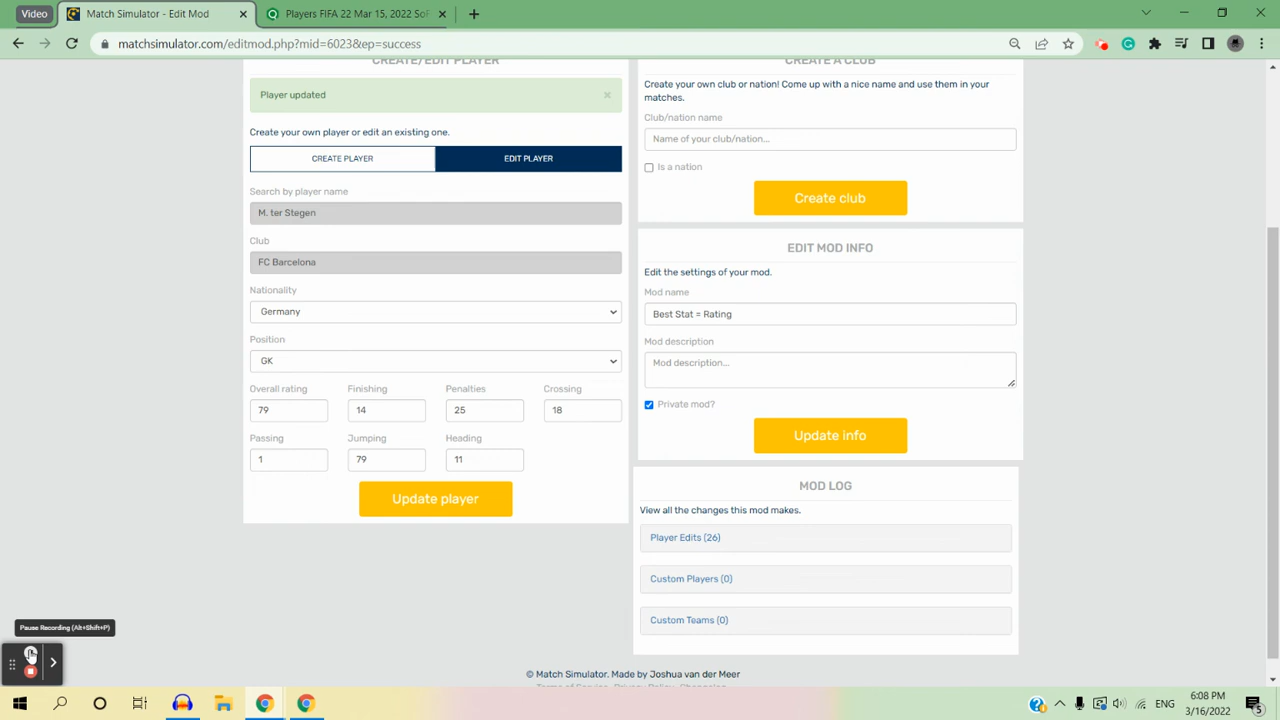 Video
Match Simulator - Edit Mod
Players FIFA 22 Mar 15, 2022 SoF
matchsimulator.com/editmod.php?mid=6023&ep=success
CREATE/EDIT PLAYER
CREATE A CLUB
Player updated
×
Create your own player or edit an existing one.
CREATE PLAYER
EDIT PLAYER
Search by player name
M. ter Stegen
Club
FC Barcelona
Nationality
Germany
Position
GK
Overall rating
Finishing
Penalties
Crossing
79
14
25
18
Passing
Jumping
Heading
1
79
11
Update player
Create your own club or nation! Come up with a nice name and use them in your
matches.
Club/nation name
Name of your club/nation...
Is a nation
Create club
EDIT MOD INFO
Edit the settings of your mod.
Mod name
Best Stat = Rating
Mod description
Mod description...
Private mod?
Update info
MOD LOG
View all the changes this mod makes.
Player Edits (26)
Custom Players (0)
Custom Teams (0)
Pause Recording (Alt+Shift+P)
© Match Simulator. Made by Joshua van der Meer
Terms of Service. Privacy Policy. Changelog
ENG
6:08 PM
3/16/2022
5